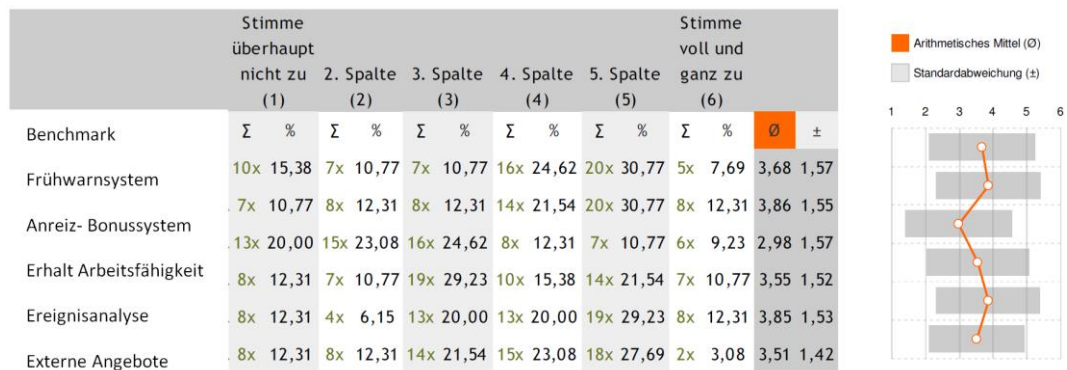 Stimme Stimme
überhaupt voll und
nicht zu 2. Spalte 3. Spalte 4. Spalte 5. Spalte ganz zu
(1) (2) (3) (4) (5) (6)
Σ % Σ % Σ % Σ % Σ % Σ % Ø ±
Benchmark
10x 15,38 7x 10,77 7x 10,77 16x 24,62 20x 30,77 5x 7,69 3,68 1,57
Frühwarnsystem
7x 10,77 8x 12,31 8x 12,31 14x 21,54 20x 30,77 8x 12,31 3,86 1,55
Anreiz- Bonussystem
13x 20,00 15x 23,08 16x 24,62 8x 12,31 7x 10,77 6x 9,23 2,98 1,57
Erhalt Arbeitsfähigkeit
8x 12,31 7x 10,77 19x 29,23 10x 15,38 14x 21,54 7x 10,77 3,55 1,52
Ereignisanalyse
8x 12,31 4x 6,15 13x 20,00 13x 20,00 19x 29,23 8x 12,31 3,85 1,53
Externe Angebote
8x 12,31 8x 12,31 14x 21,54 15x 23,08 18x 27,69 2x 3,08 3,51 1,42
Arithmetisches Mittel (Ø)
Standardabweichung (±)
1 2 3 4 5 6